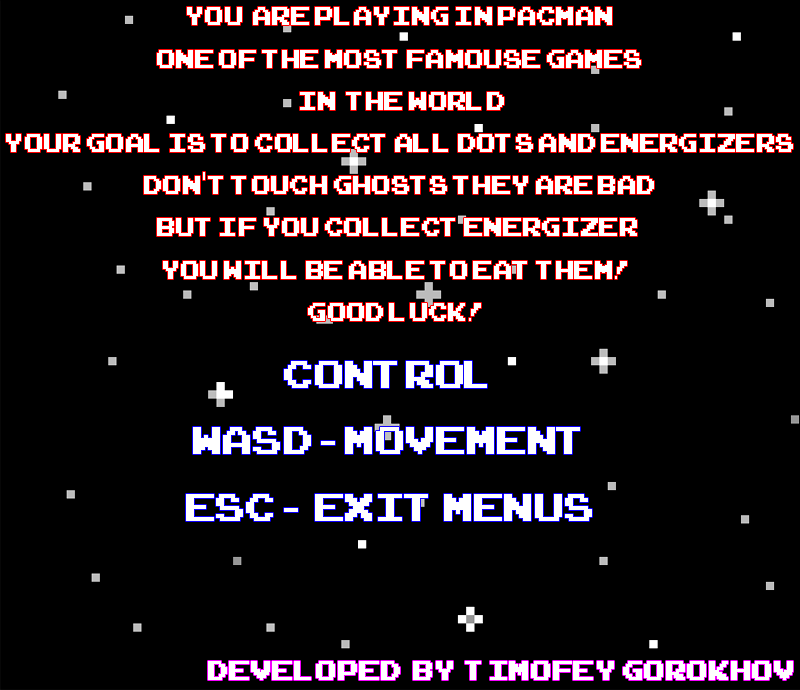 YOU ARE PLAYING IN PACMAN
ONE OF THE MOST FAMOUSE GAMES
IN THE WORLD
YOUR GOAL IS TO COLLECT ALL DOTS AND ENERGIZERS
DON'T TOUCH GHOSTS THEY ARE BAD
BUT IF YOU COLLECT ENERGIZER
YOU WILL BE ABLE TO EAT THEM!
GOOD LUCK!
CONTROL
WASD - MOVEMENT
ESC - EXIT MENUS
DEVELOPED BY TIMOFEY GOROKHOV